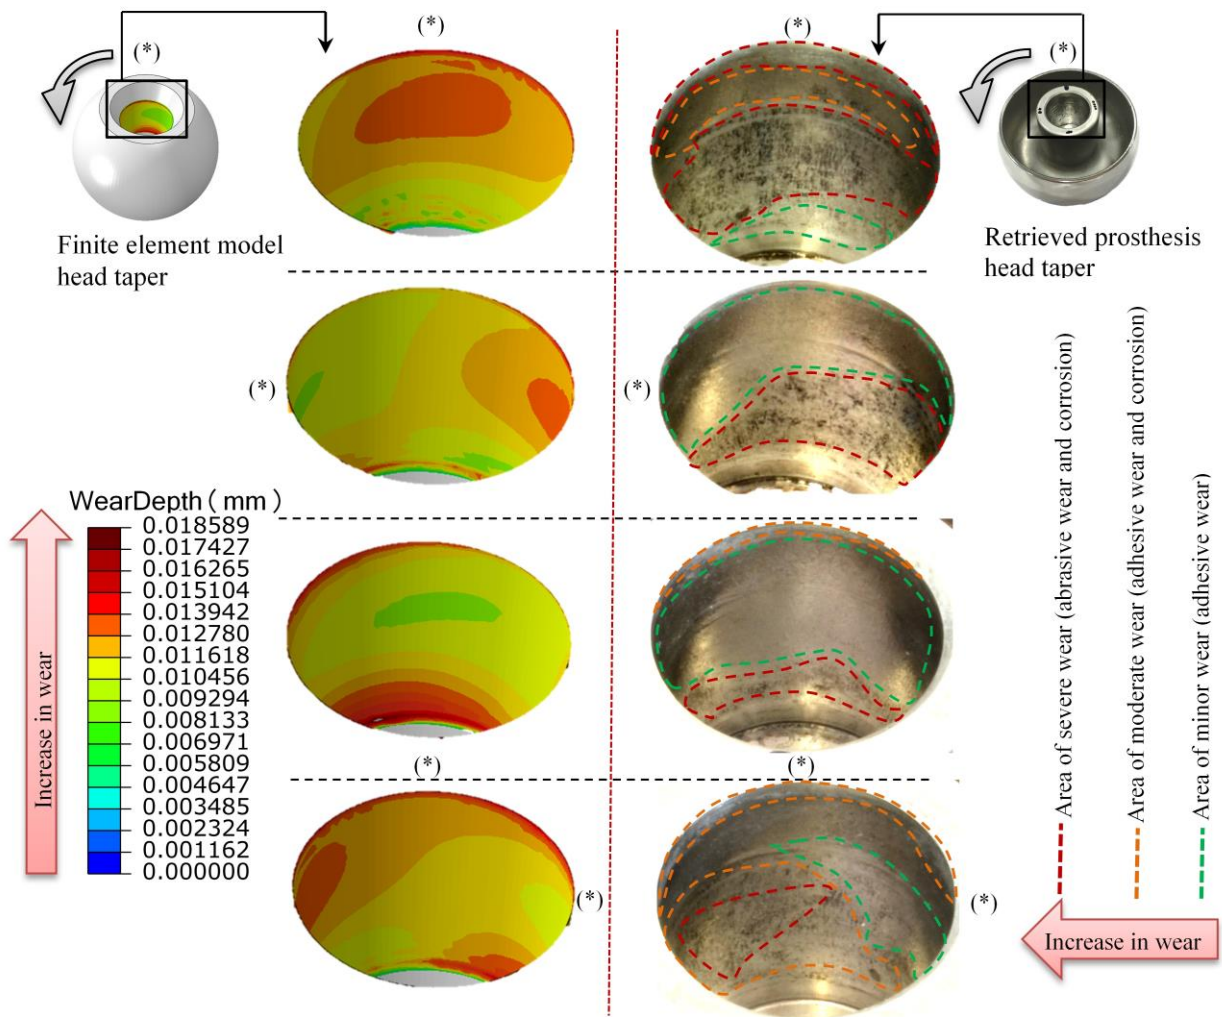 (*)
(*)
(*)
(*)
Finite element model
head taper
Retrieved prosthesis
head taper
(*)
(*)
WearDepth ( mm )
0.018589
0.017427
0.016265
0.015104
0.013942
0.012780
0.011618
0.010456
0.009294
0.008133
0.006971
0.005809
0.004647
0.003485
0.002324
0.001162
0.000000
Increase in wear
(*)
(*)
(*)
(*)
Area of severe wear (abrasive wear and corrosion)
Area of moderate wear (adhesive wear and corrosion)
Area of minor wear (adhesive wear)
Increase in wear